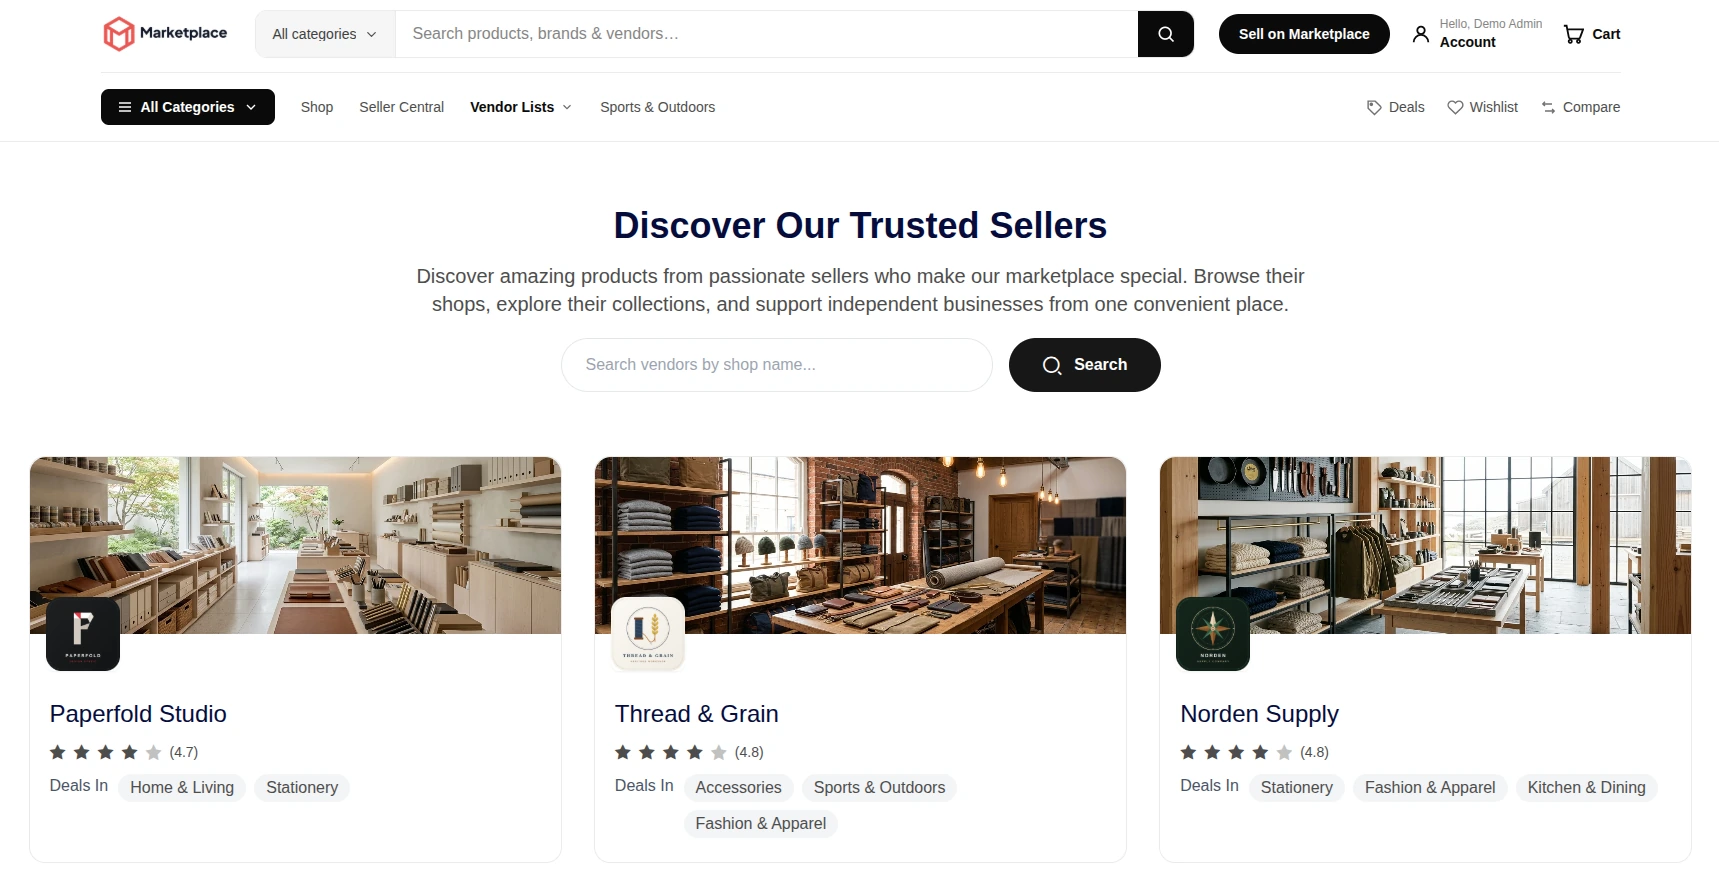 Marketplace
All categories
Search products, brands & vendors…
Sell on Marketplace
Hello, Demo Admin
Account
Cart
All Categories
Shop
Seller Central
Vendor Lists
Sports & Outdoors
Deals
Wishlist
Compare
Discover Our Trusted Sellers
Discover amazing products from passionate sellers who make our marketplace special. Browse their
shops, explore their collections, and support independent businesses from one convenient place.
Search vendors by shop name...
Search
PAPERFOLD
Paperfold Studio
(4.7)
Deals In
Home & Living
Stationery
THREAD & GRAIN
Thread & Grain
(4.8)
Deals In
Accessories
Sports & Outdoors
Fashion & Apparel
NORDEN
Norden Supply
(4.8)
Deals In
Stationery
Fashion & Apparel
Kitchen & Dining